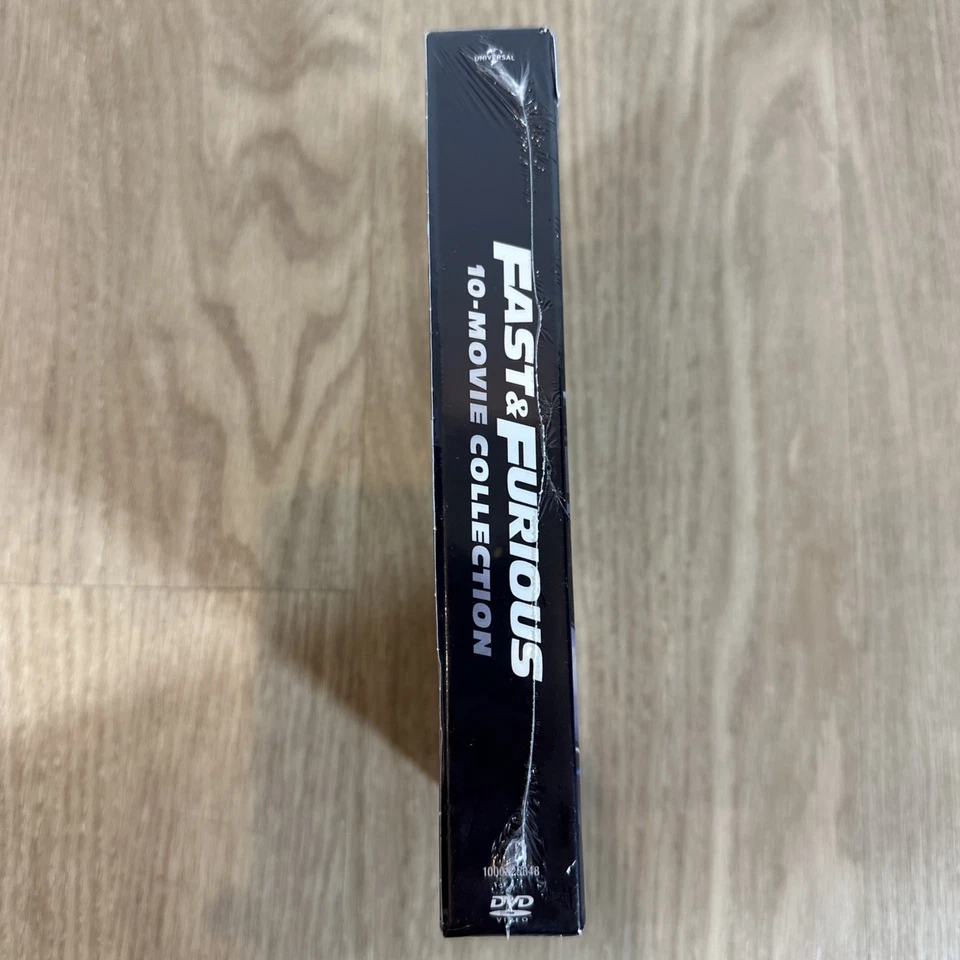 UNIVERSAL
FAST & FURIOUS
10-MOVIE COLLECTION
DVD
VIDEO